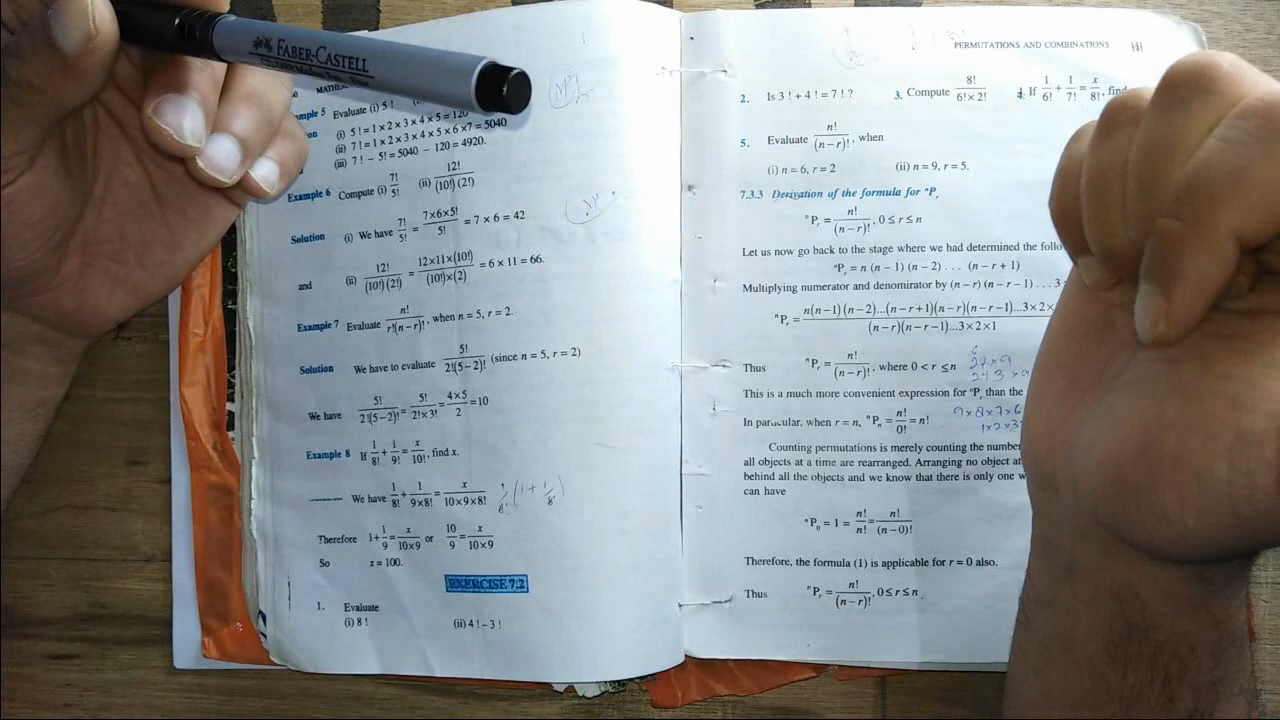 FABER-CASTELL
MATHE
mple 5 Evaluate (i) 5 !
on (i) 5 ! = 1 × 2 × 3 × 4 × 5 = 120
(ii) 7 ! = 1 × 2 × 3 × 4 × 5 × 6 × 7 = 5040
(iii) 7 ! – 5! = 5040 – 120 = 4920.
Example 6 Compute (i) 7!/5! (ii) 12!/(10!) (2!)
Solution (i) We have 7!/5! = 7×6×5!/5! = 7 × 6 = 42
and (ii) 12!/(10!)(2!) = 12×11×(10!)/(10!)×(2) = 6 × 11 = 66.
Example 7 Evaluate n!/r!(n–r)!, when n = 5, r = 2.
Solution We have to evaluate 5!/2!(5–2)! (since n = 5, r = 2)
We have 5!/2!(5–2)! = 5!/2!×3! = 4×5/2 = 10
Example 8 If 1/8! + 1/9! = x/10!, find x.
We have 1/8! + 1/9×8! = x/10×9×8! 1/8! (1 + 1/8)
Therefore 1+1/9 = x/10×9 or 10/9 = x/10×9
So x = 100.
EXERCISE 7.2
1. Evaluate
(i) 8 ! (ii) 4 ! – 3 !
PERMUTATIONS AND COMBINATIONS
2. Is 3 ! + 4 ! = 7 ! ? 3. Compute 8!/6!×2! 4. If 1/6! + 1/7! = x/8!, find
5. Evaluate n!/(n–r)!, when
(i) n = 6, r = 2 (ii) n = 9, r = 5.
7.3.3 Derivation of the formula for ⁿPᵣ
ⁿPᵣ = n!/(n–r)!, 0 ≤ r ≤ n
Let us now go back to the stage where we had determined the follo
ⁿPᵣ = n (n – 1) (n – 2) . . . (n – r + 1)
Multiplying numerator and denomirator by (n – r) (n – r – 1) . . . 3
ⁿPᵣ = n(n–1)(n–2)...(n–r+1)(n–r)(n–r–1)...3×2×/(n–r)(n–r–1)...3×2×1
Thus ⁿPᵣ = n!/(n–r)!, where 0 < r ≤ n
This is a much more convenient expression for ⁿPᵣ than the
In particular, when r = n, ⁿPₙ = n!/0! = n! 9×8×7×6
Counting permutations is merely counting the number
all objects at a time are rearranged. Arranging no object at
behind all the objects and we know that there is only one w
can have
ⁿP₀ = 1 = n!/n! = n!/(n–0)!
Therefore, the formula (1) is applicable for r = 0 also.
Thus ⁿPᵣ = n!/(n–r)!, 0 ≤ r ≤ n.